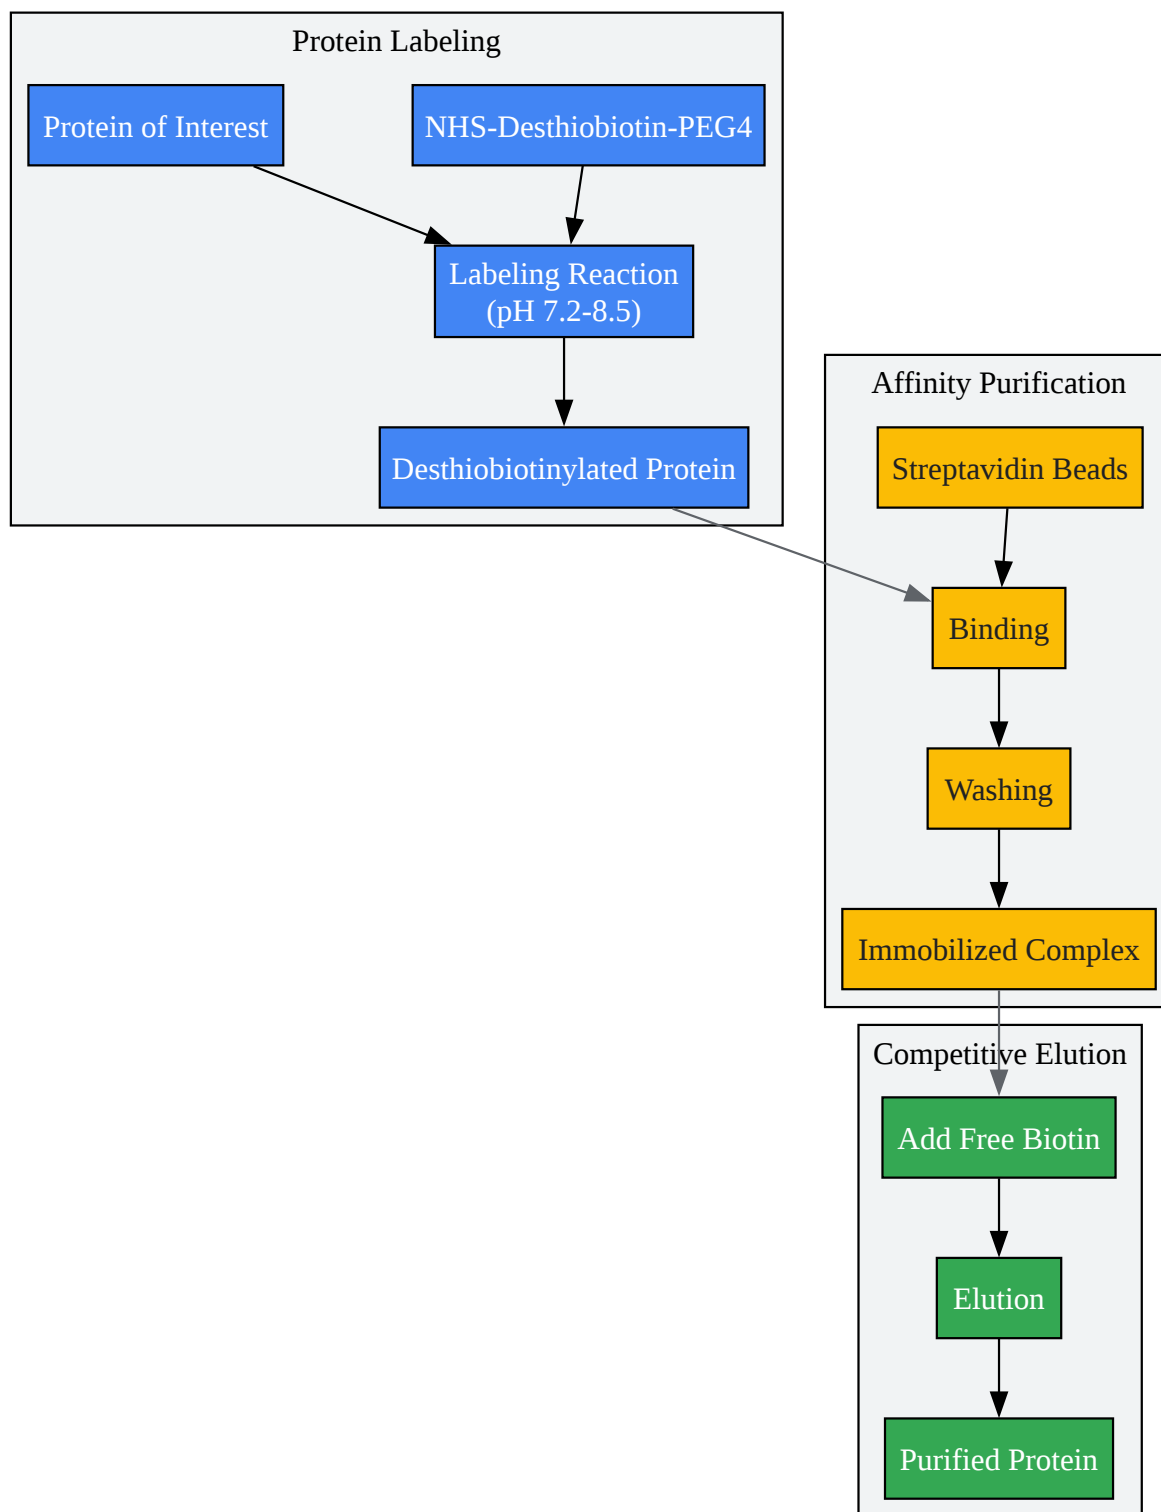 Protein Labeling
Protein of Interest
NHS-Desthiobiotin-PEG4
Labeling Reaction
(pH 7.2-8.5)
Desthiobiotinylated Protein
Affinity Purification
Streptavidin Beads
Binding
Washing
Immobilized Complex
Competitive Elution
Add Free Biotin
Elution
Purified Protein